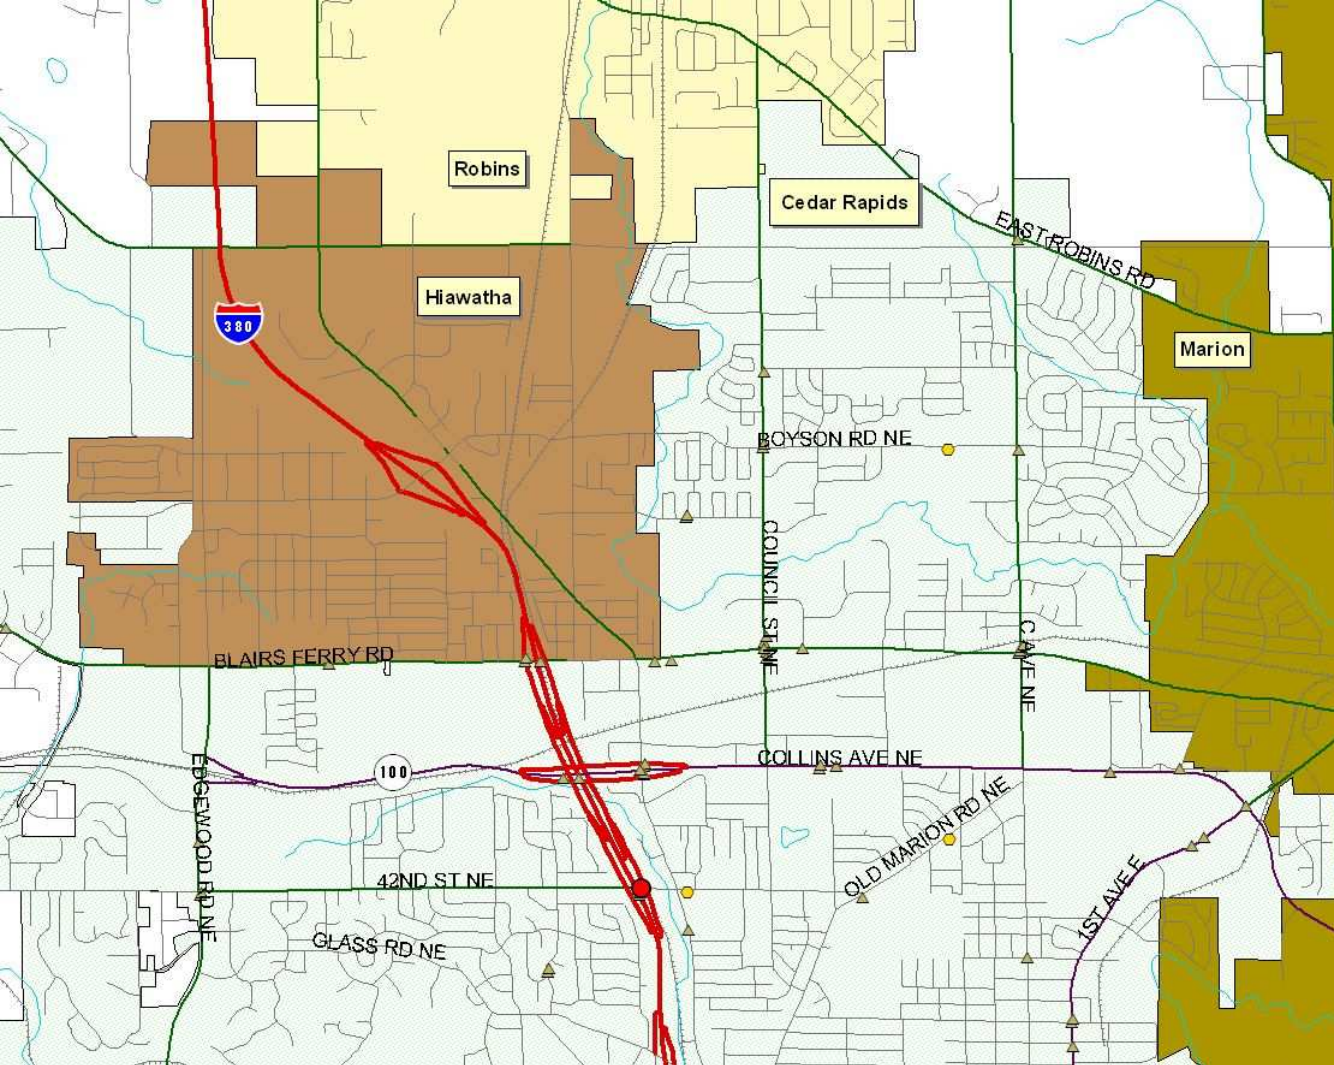 Robins
Cedar Rapids
EAST ROBINS RD
Hiawatha
380
Marion
BOYSON RD NE
COUNCIL ST NE
C AVE NE
BLAIRS FERRY RD
COLLINS AVE NE
100
EDGEWOOD RD NE
OLD MARION RD NE
42ND ST NE
1ST AVE E
GLASS RD NE